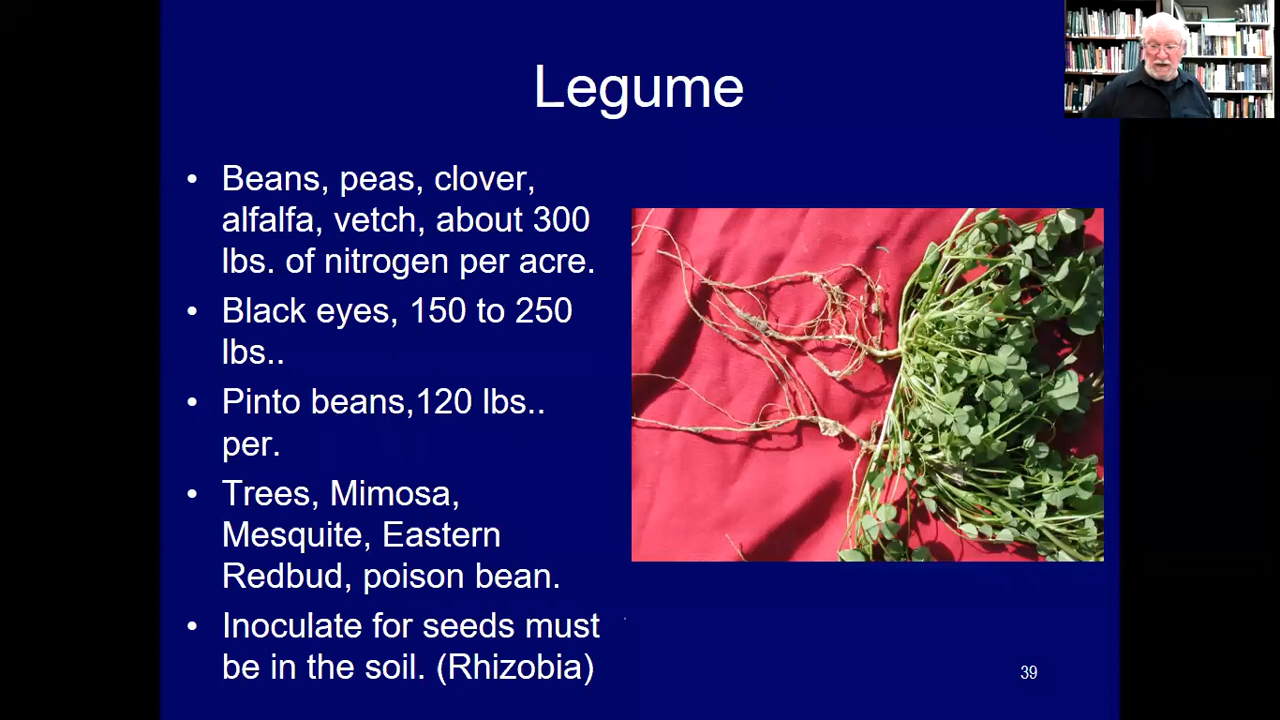 Legume
• Beans, peas, clover,
alfalfa, vetch, about 300
lbs. of nitrogen per acre.
• Black eyes, 150 to 250
lbs..
• Pinto beans,120 lbs..
per.
• Trees, Mimosa,
Mesquite, Eastern
Redbud, poison bean.
• Inoculate for seeds must
be in the soil. (Rhizobia)
39